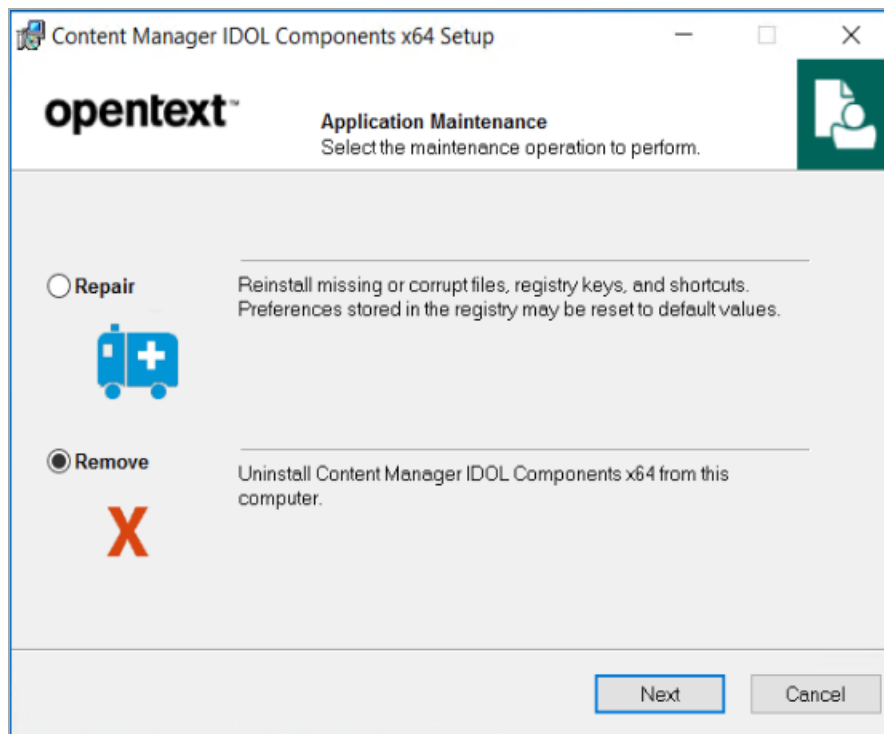 Content Manager IDOL Components x64 Setup
opentext™
Application Maintenance
Select the maintenance operation to perform.
Repair
Reinstall missing or corrupt files, registry keys, and shortcuts.
Preferences stored in the registry may be reset to default values.
Remove
Uninstall Content Manager IDOL Components x64 from this
computer.
Next
Cancel